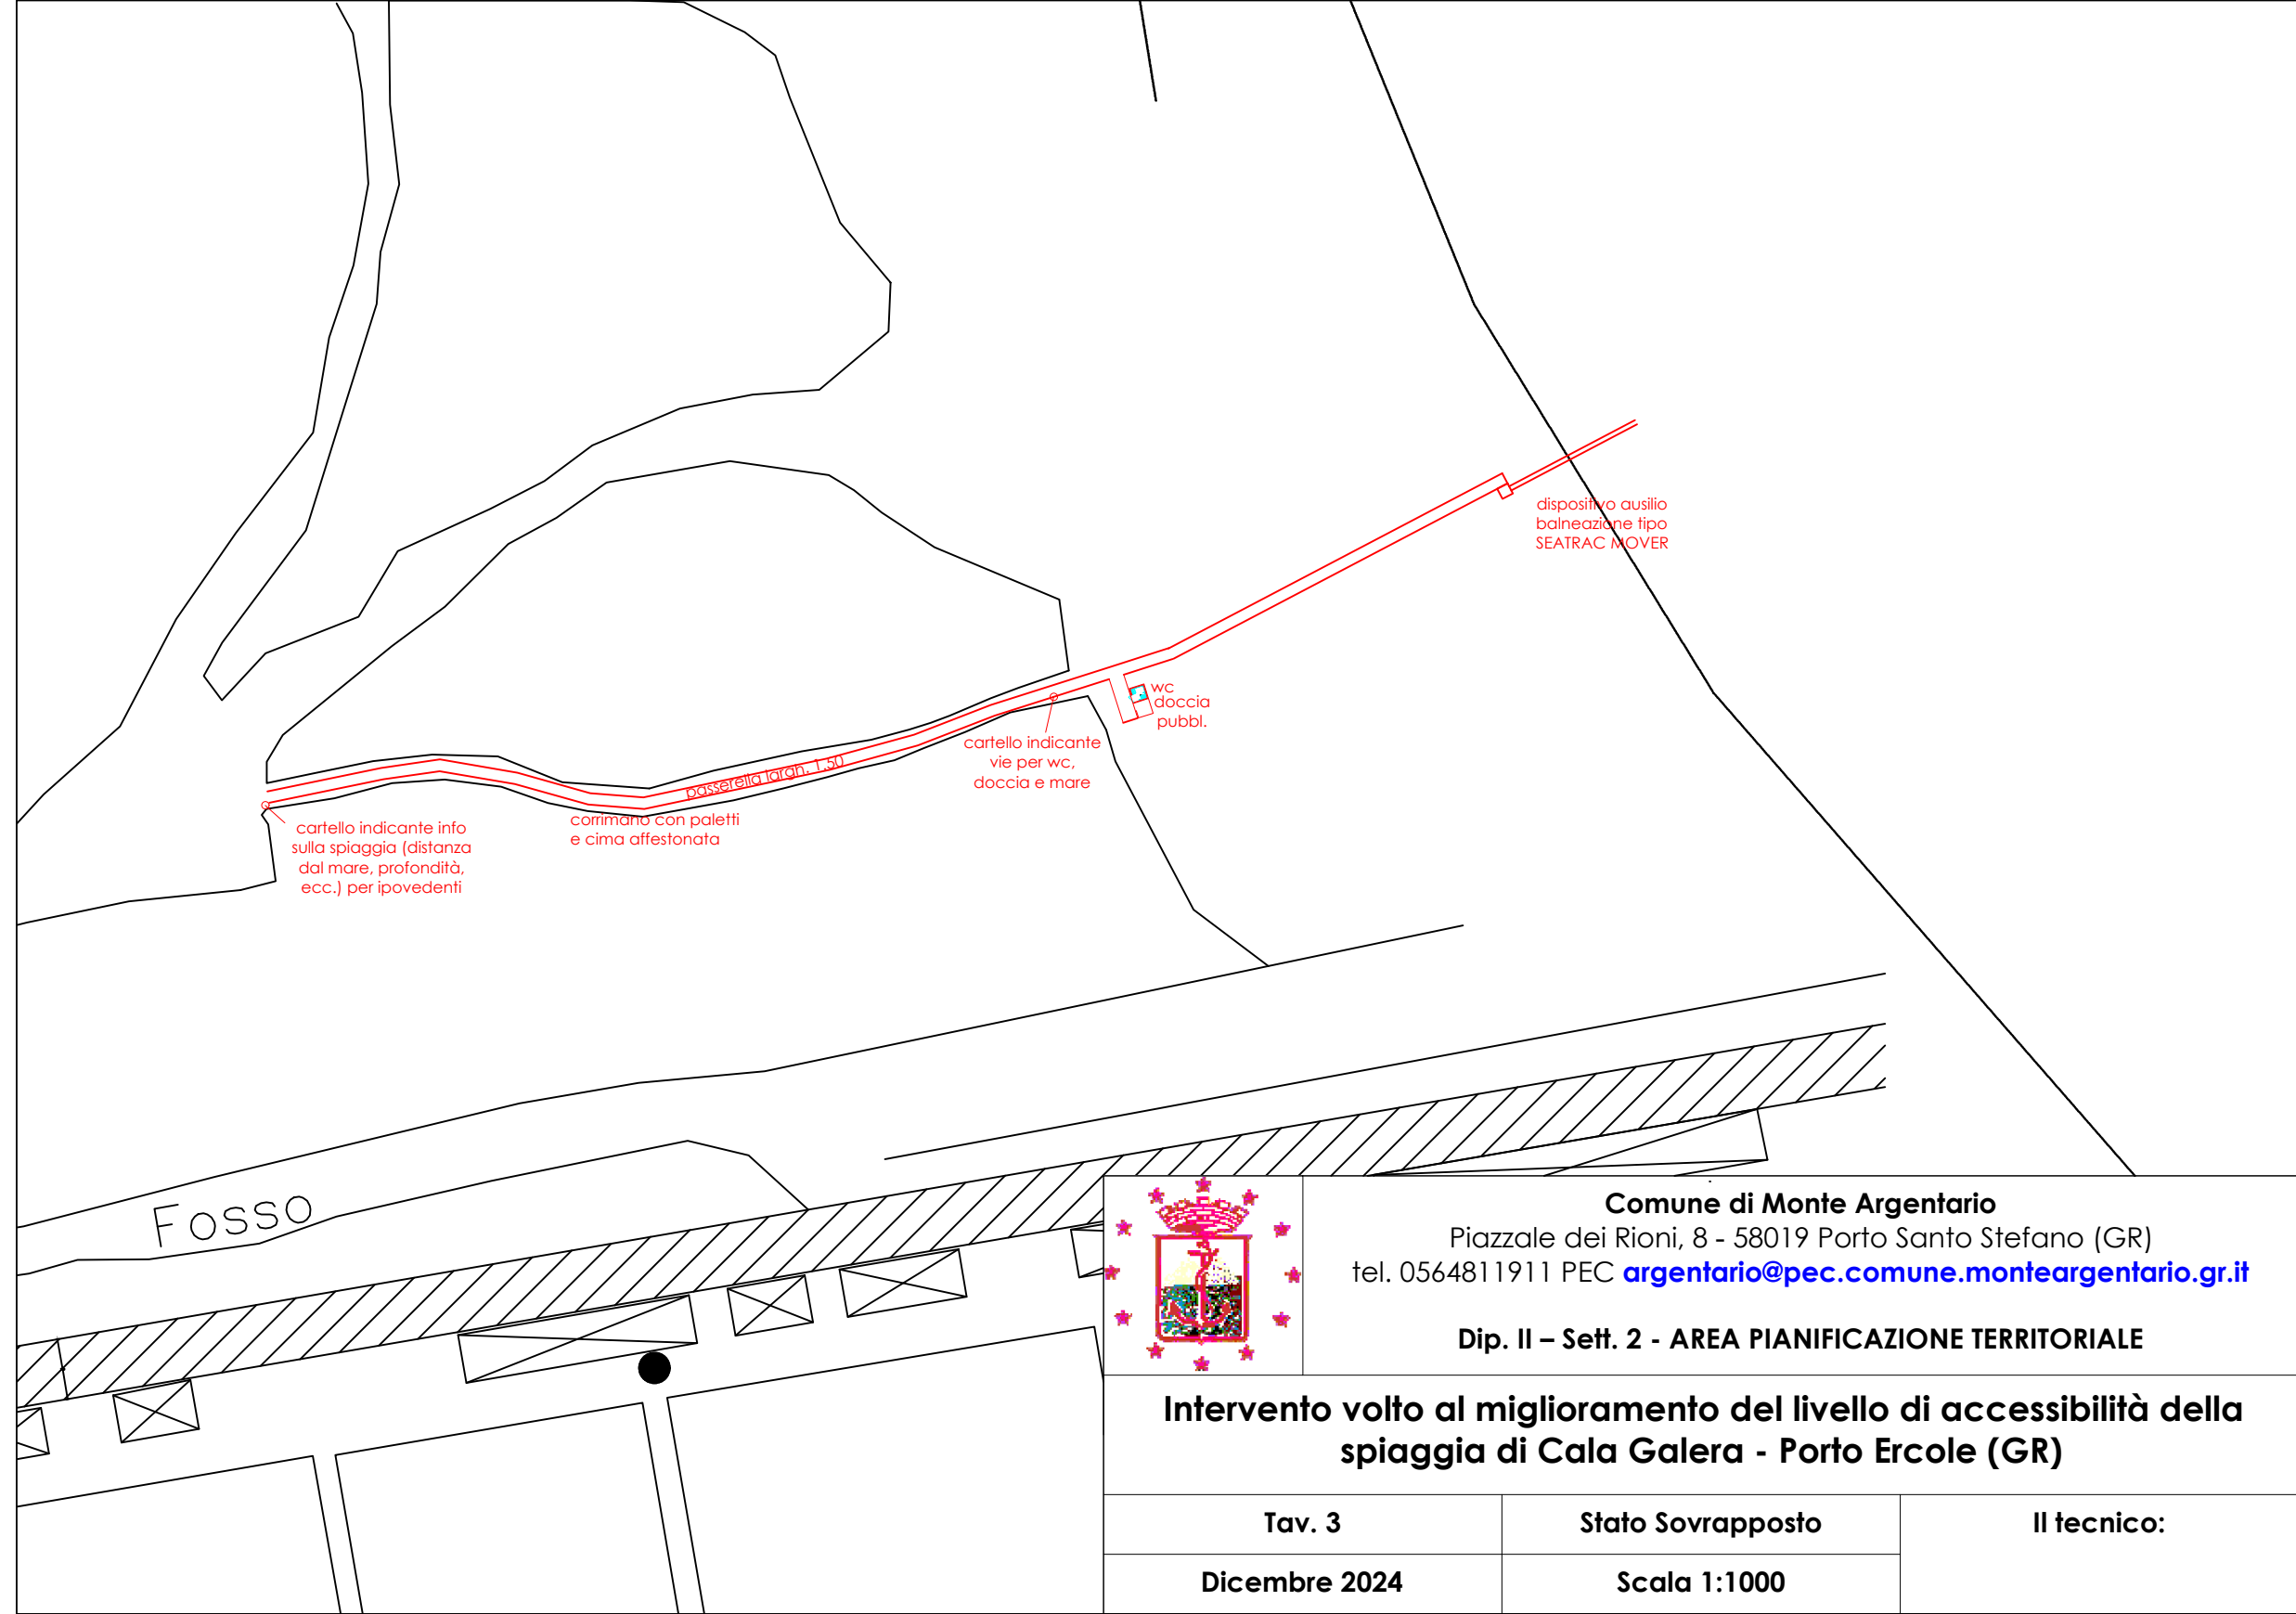 dispositivo ausilio
balneazione tipo
SEATRAC MOVER
wc
doccia
pubbl.
cartello indicante
vie per wc,
doccia e mare
passerella largh. 1.50
corrimano con paletti
e cima affestonata
cartello indicante info
sulla spiaggia (distanza
dal mare, profondità,
ecc.) per ipovedenti
Fosso
Comune di Monte Argentario
Piazzale dei Rioni, 8 - 58019 Porto Santo Stefano (GR)
tel. 0564811911 PEC argentario@pec.comune.monteargentario.gr.it
Dip. II – Sett. 2 - AREA PIANIFICAZIONE TERRITORIALE
Intervento volto al miglioramento del livello di accessibilità della
spiaggia di Cala Galera - Porto Ercole (GR)
Tav. 3
Stato Sovrapposto
Il tecnico:
Dicembre 2024
Scala 1:1000